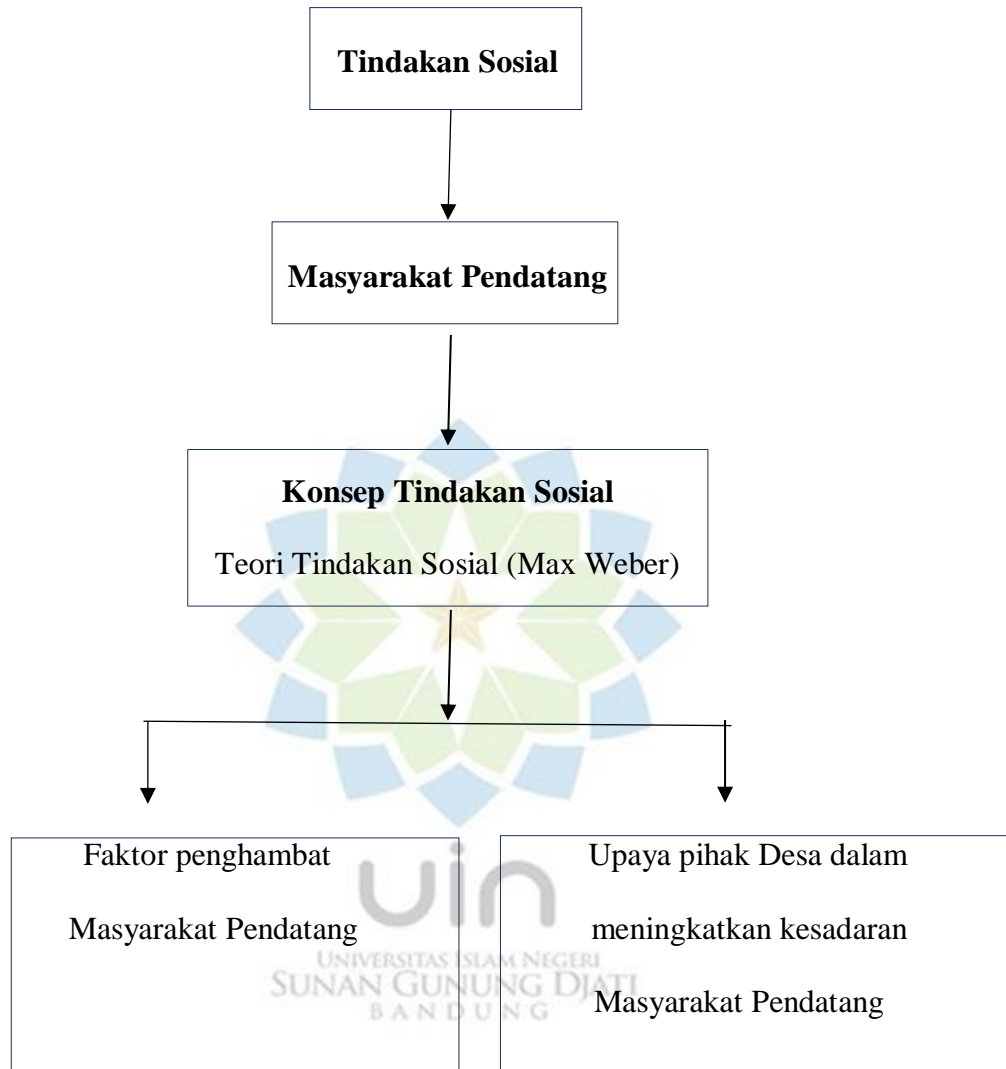 Tindakan Sosial
Masyarakat Pendatang
Konsep Tindakan Sosial
Teori Tindakan Sosial (Max Weber)
Faktor penghambat
Masyarakat Pendatang
Upaya pihak Desa dalam
meningkatkan kesadaran
Masyarakat Pendatang
uin
UNIVERSITAS ISLAM NEGERI
SUNAN GUNUNG DJATI
BANDUNG